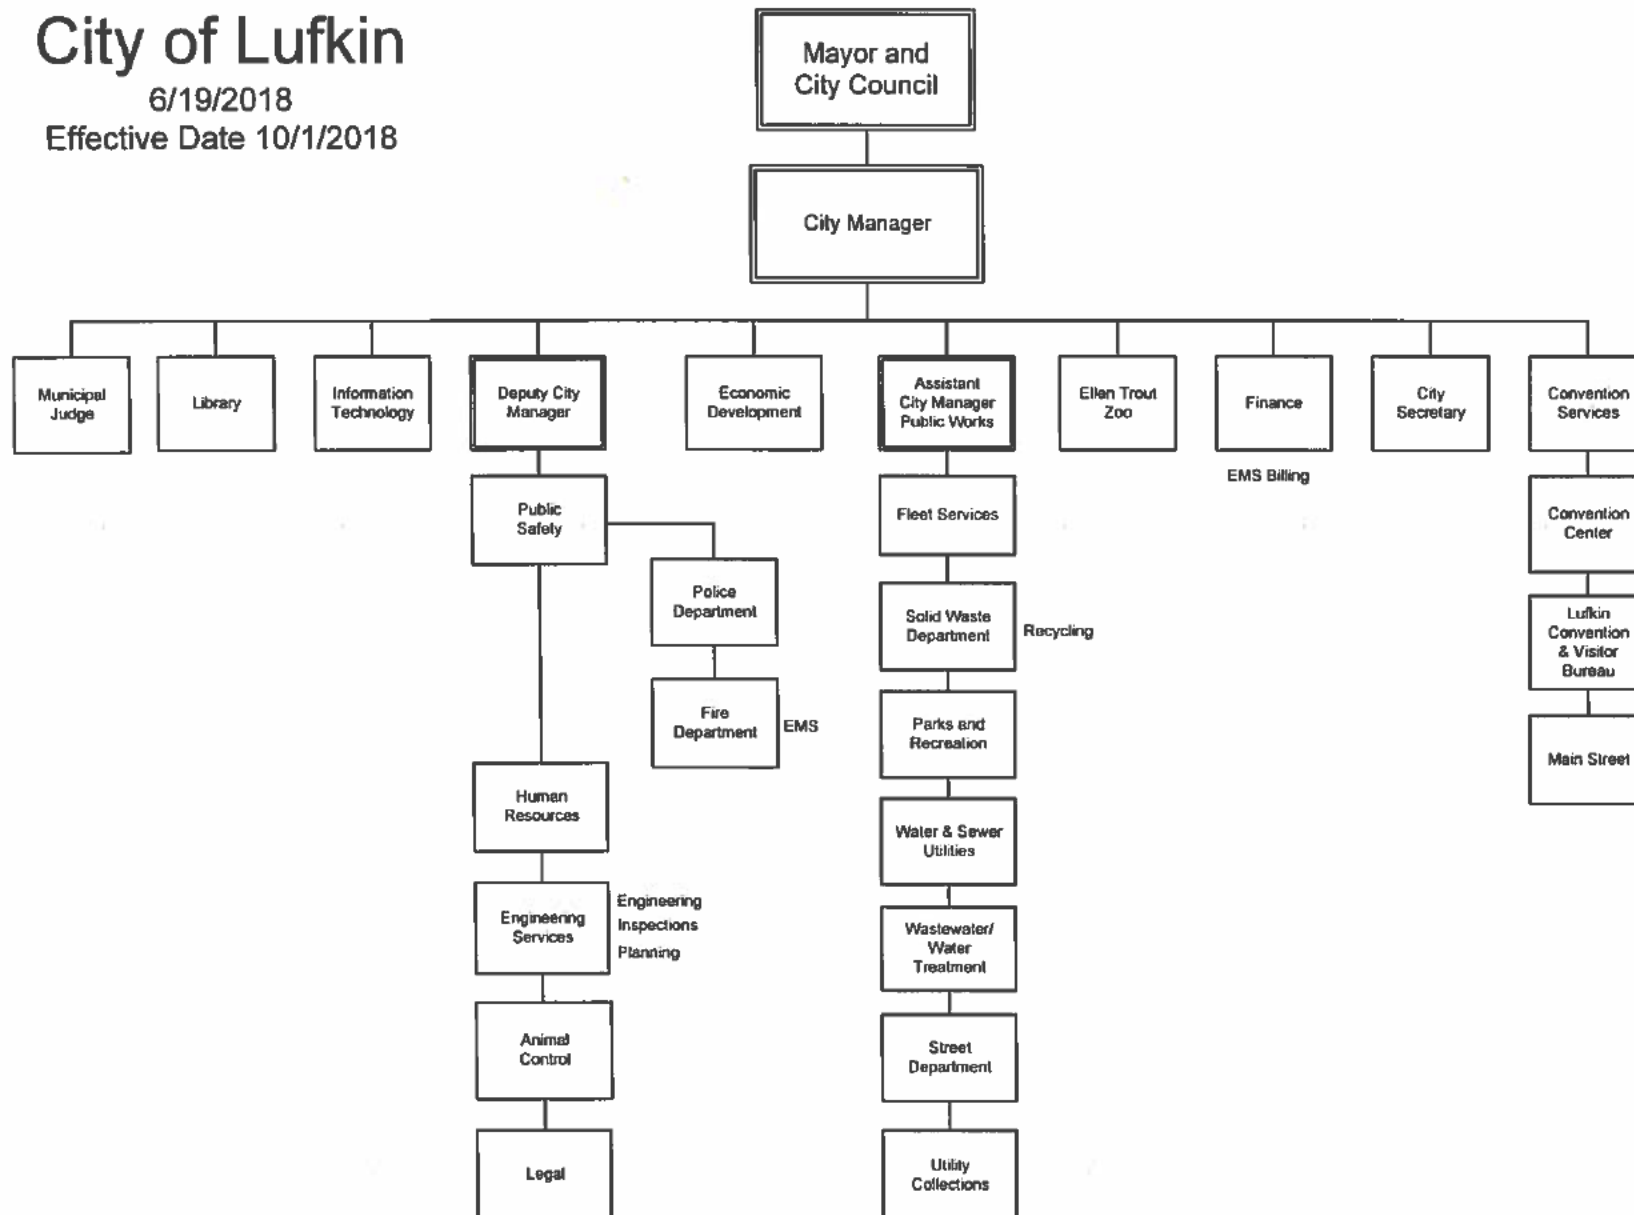 City of Lufkin
6/19/2018
Effective Date 10/1/2018
Mayor and
City Council
City Manager
Municipal
Judge
Library
Information
Technology
Deputy City
Manager
Economic
Development
Assistant
City Manager
Public Works
Ellen Trout
Zoo
Finance
City
Secretary
Convention
Services
EMS Billing
Public
Safety
Police
Department
Fire
Department
EMS
Human
Resources
Engineering
Services
Engineering
Inspections
Planning
Animal
Control
Legal
Fleet Services
Solid Waste
Department
Recycling
Parks and
Recreation
Water & Sewer
Utilities
Wastewater/
Water
Treatment
Street
Department
Utility
Collections
Convention
Center
Lufkin
Convention
& Visitor
Bureau
Main Street